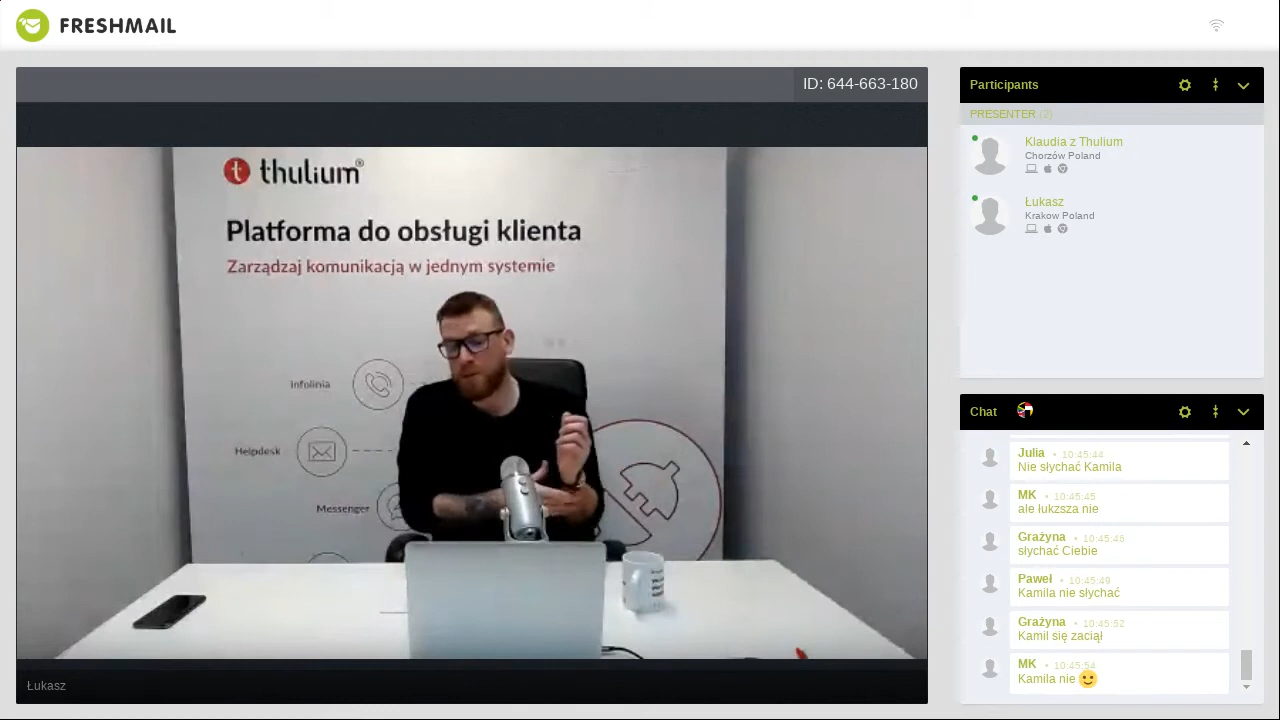 FRESHMAIL
ID: 644-663-180
thulium®
Platforma do obsługi klienta
Zarządzaj komunikacją w jednym systemie
Infolinia
Helpdesk
Messenger
Łukasz
Participants
PRESENTER (2)
Klaudia z Thulium
Chorzów Poland
Łukasz
Krakow Poland
Chat
Julia • 10:45:44
Nie słychać Kamila
MK • 10:45:45
ale łukzsza nie
Grażyna • 10:45:46
słychać Ciebie
Paweł • 10:45:49
Kamila nie słychać
Grażyna • 10:45:52
Kamil się zaciął
MK • 10:45:54
Kamila nie